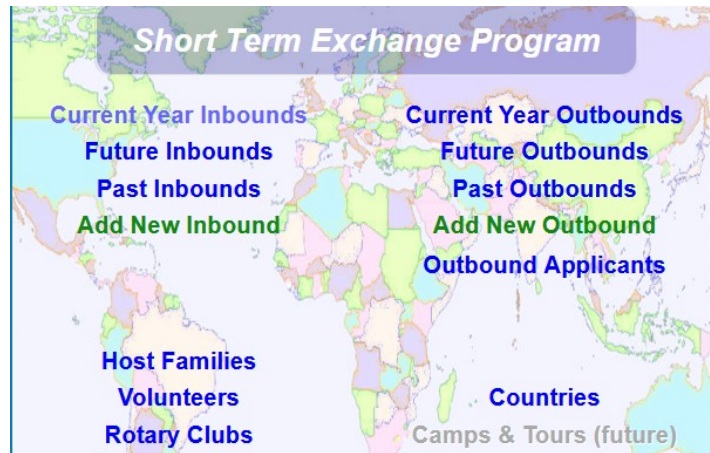 Short Term Exchange Program
Current Year Inbounds
Future Inbounds
Past Inbounds
Add New Inbound
Current Year Outbounds
Future Outbounds
Past Outbounds
Add New Outbound
Outbound Applicants
Host Families
Volunteers
Rotary Clubs
Countries
Camps & Tours (future)